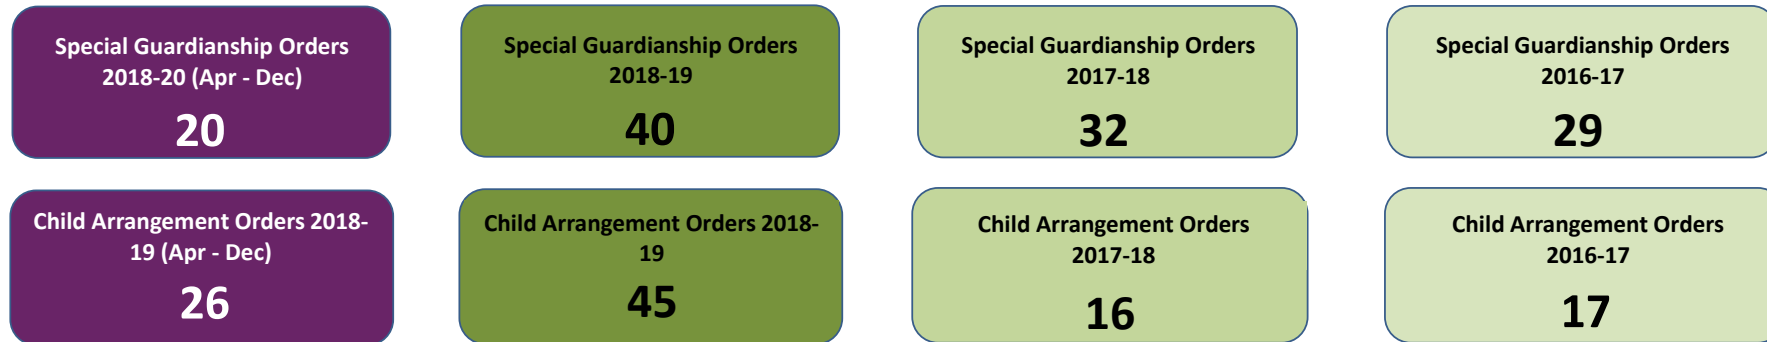 Special Guardianship Orders
2018-20 (Apr - Dec)
20
Special Guardianship Orders
2018-19
40
Special Guardianship Orders
2017-18
32
Special Guardianship Orders
2016-17
29
Child Arrangement Orders 2018-
19 (Apr - Dec)
26
Child Arrangement Orders 2018-
19
45
Child Arrangement Orders
2017-18
16
Child Arrangement Orders
2016-17
17